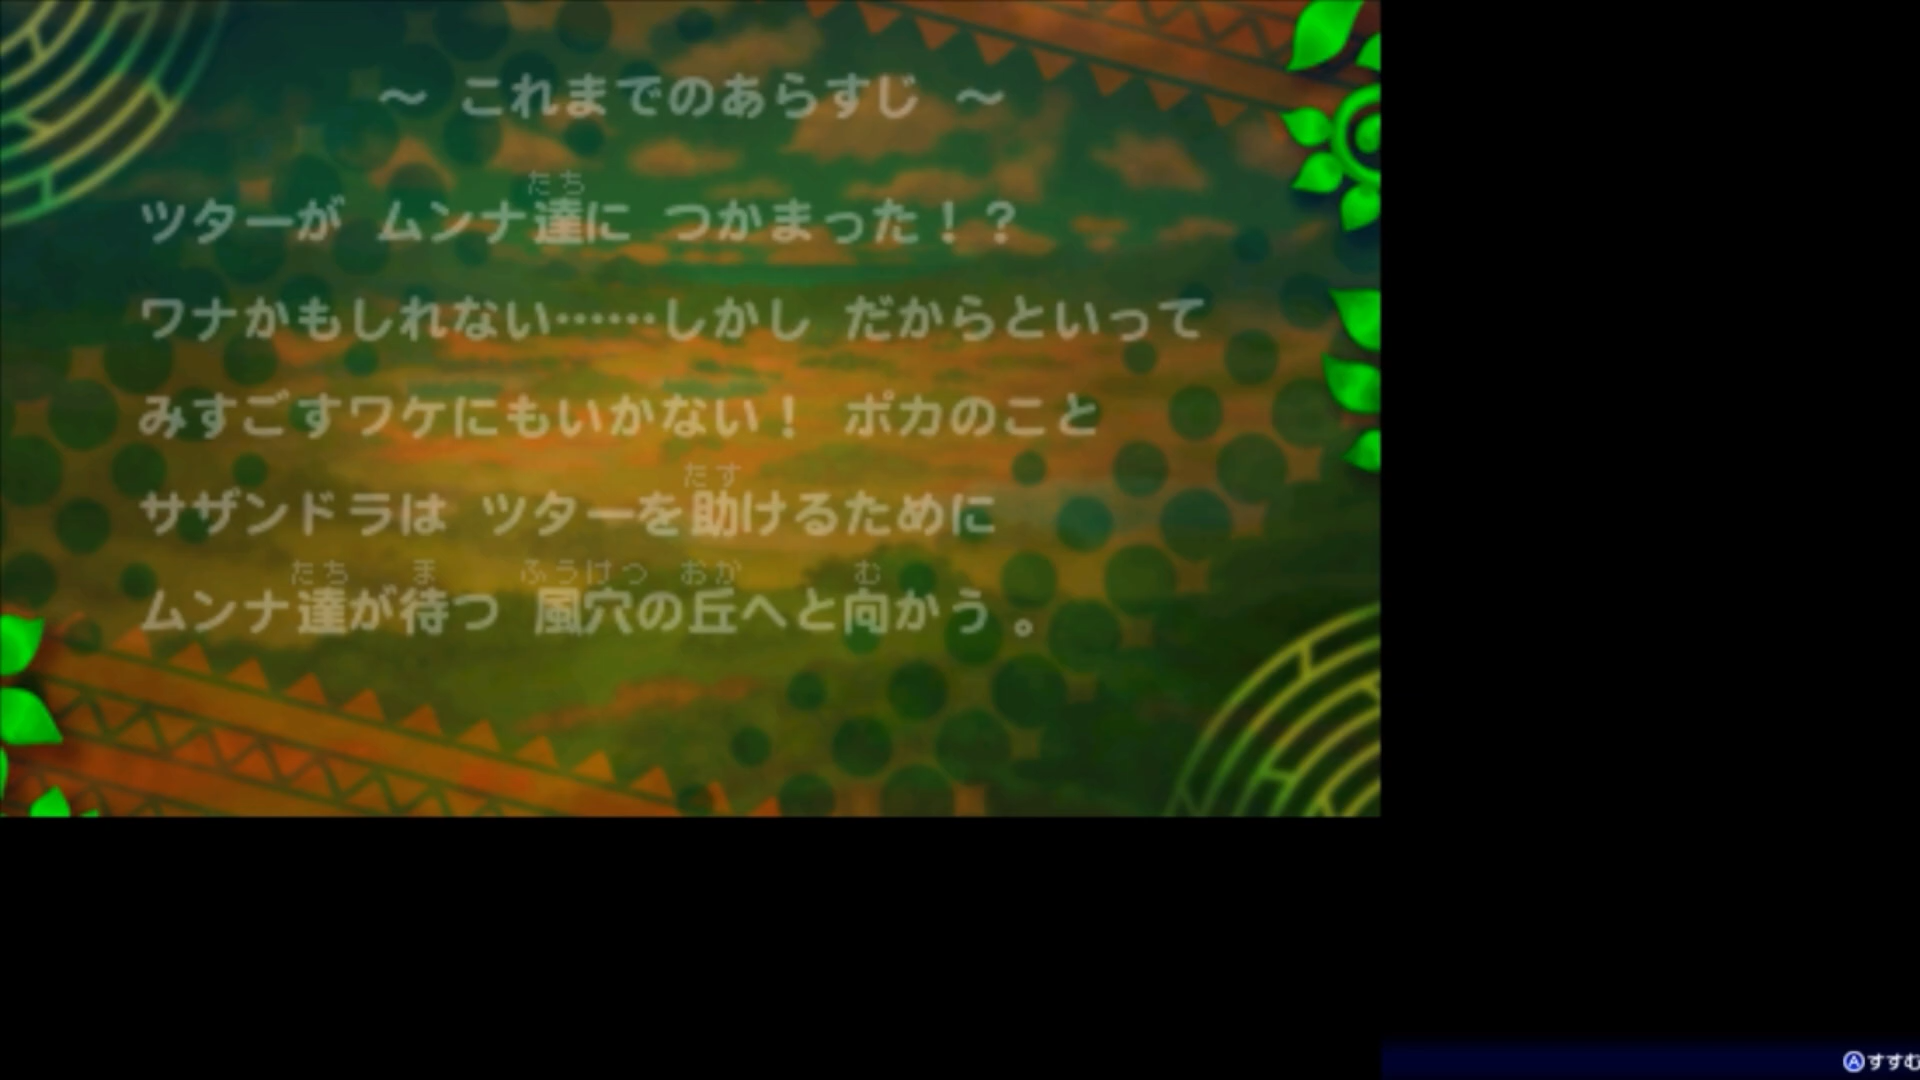 ～ これまでのあらすじ ～
ツターが ムンナ達に つかまった！？
ワナかもしれない……しかし だからといって
みすごすワケにもいかない！ ポカのこと
サザンドラは ツターを助けるために
ムンナ達が待つ 風穴の丘へと向かう。
Ⓐすすむ